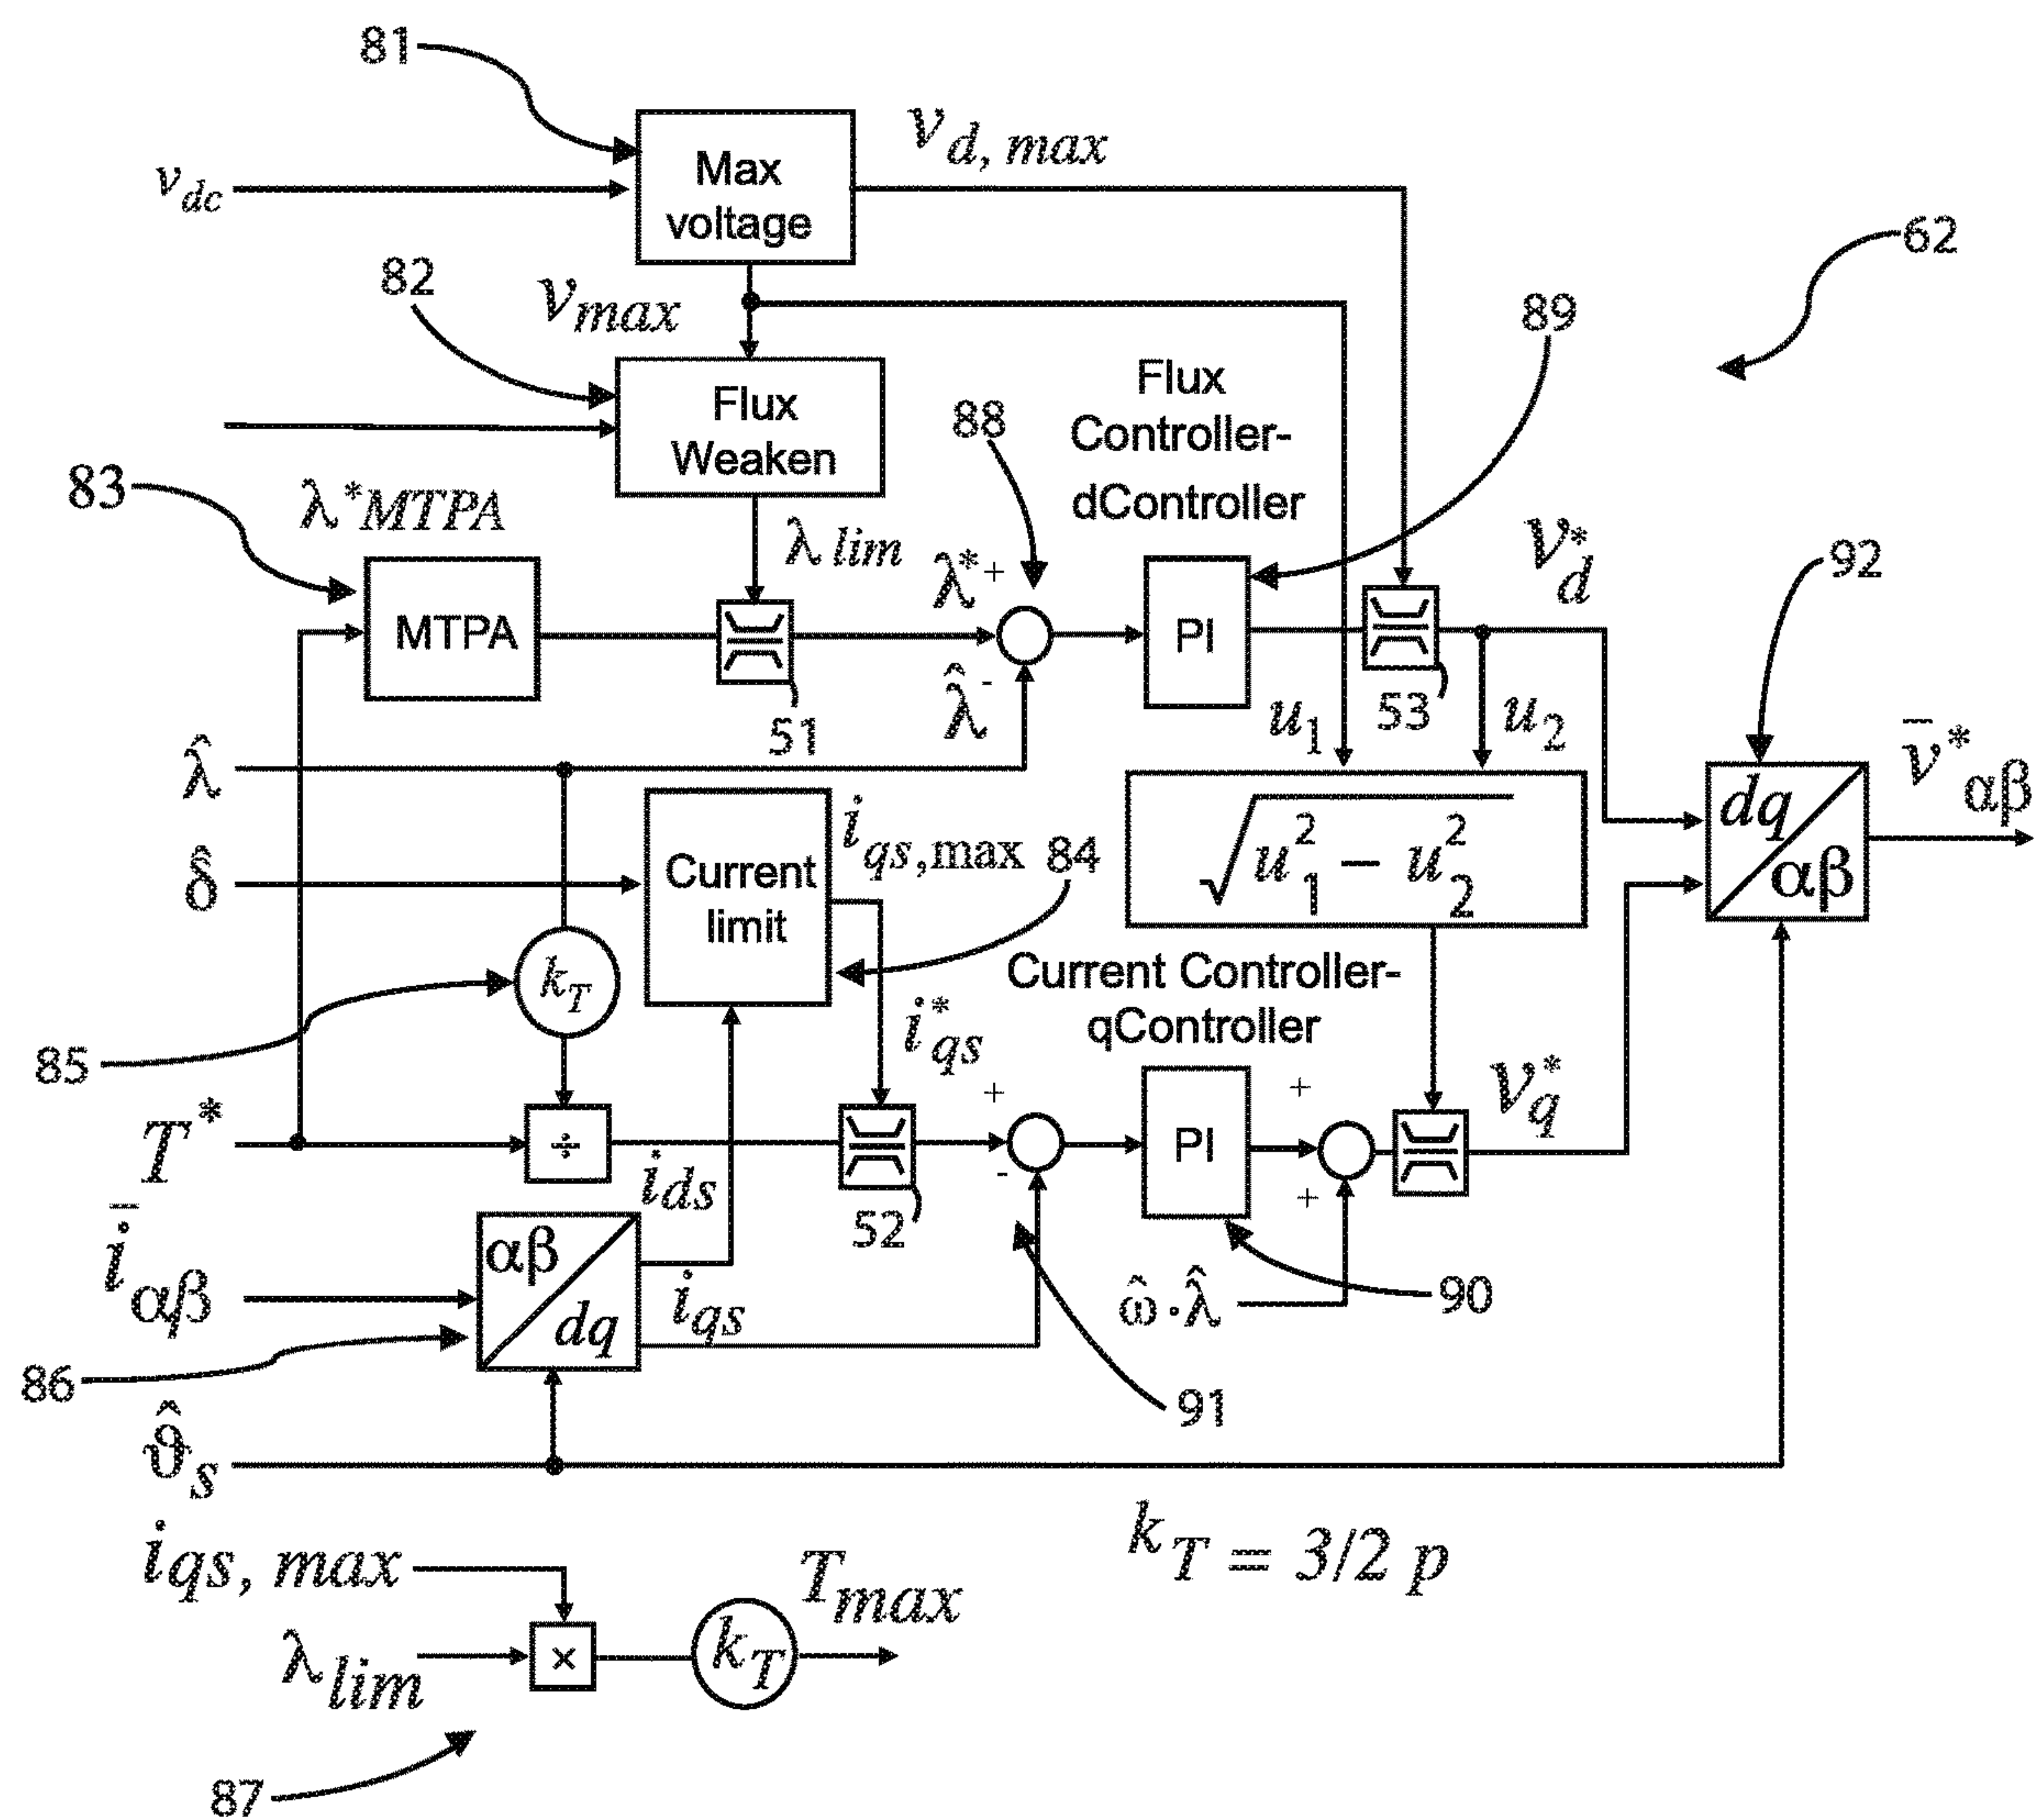 81
v_dc
Max
voltage
v_d, max
62
82
v_max
89
Flux
Weaken
88
Flux
Controller-
dController
83
λ*MTPA
λ lim
λ* +
v*_d
92
MTPA
PI
51
λ̂ -
u_1
53
u_2
λ̂
δ̂
Current
limit
i_qs,max
84
√(u_1^2 - u_2^2)
dq
αβ
v̄*_αβ
k_T
Current Controller-
qController
85
i*_qs
T*
÷
i_ds
+
-
PI
+
+
v*_q
52
ī_αβ
αβ
dq
i_qs
ω̂·λ̂
90
86
91
ϑ̂_s
k_T = 3/2 p
i_qs, max
λ_lim
×
k_T
T_max
87